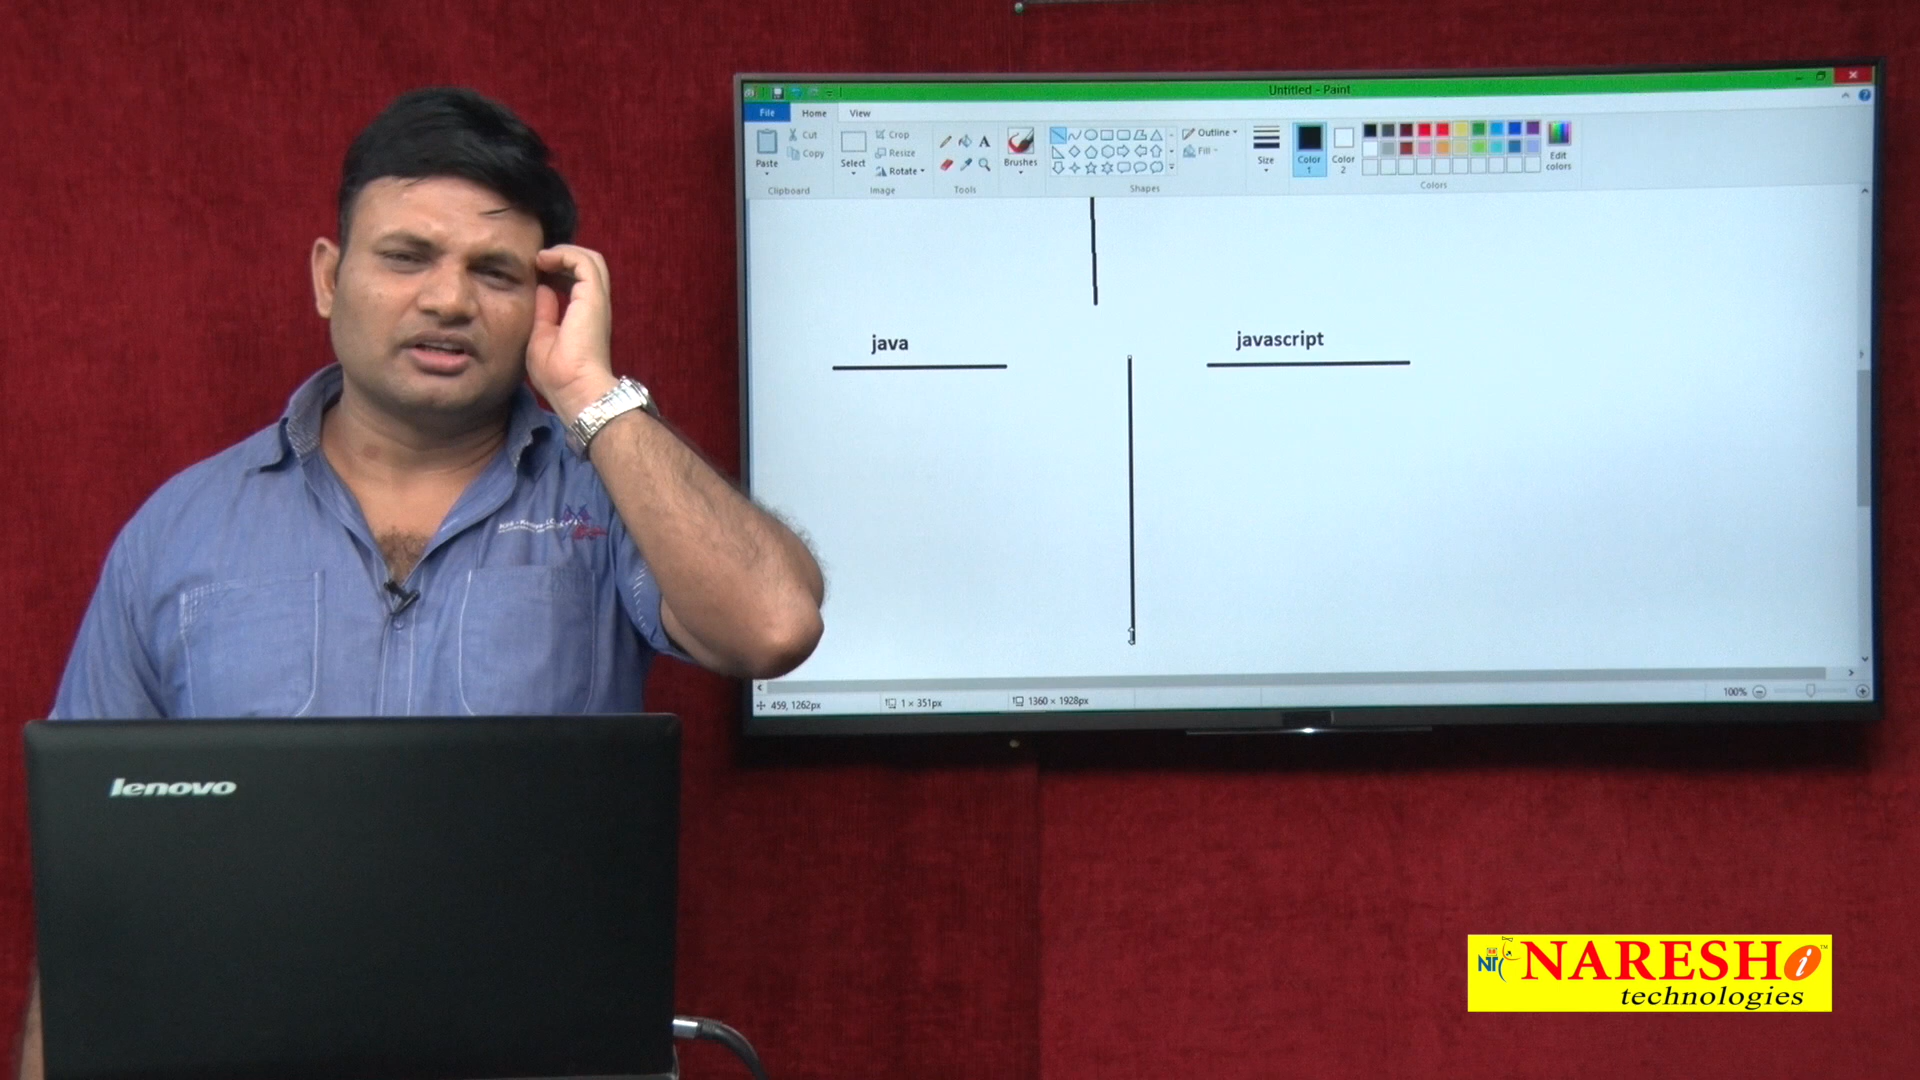 Untitled - Paint
File Home View
Paste
Cut
Copy
Clipboard
Select
Crop
Resize
Rotate
Image
A
Tools
Brushes
Outline
Fill
Shapes
Size
Color 1
Color 2
Edit colors
Colors
java
javascript
459, 1262px
1 × 351px
1360 × 1928px
100%
lenovo
NT
NARESH i ™
technologies